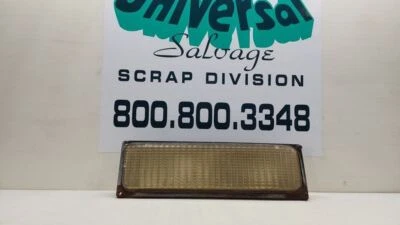 Universal
Salvage
SCRAP DIVISION
800.800.3348